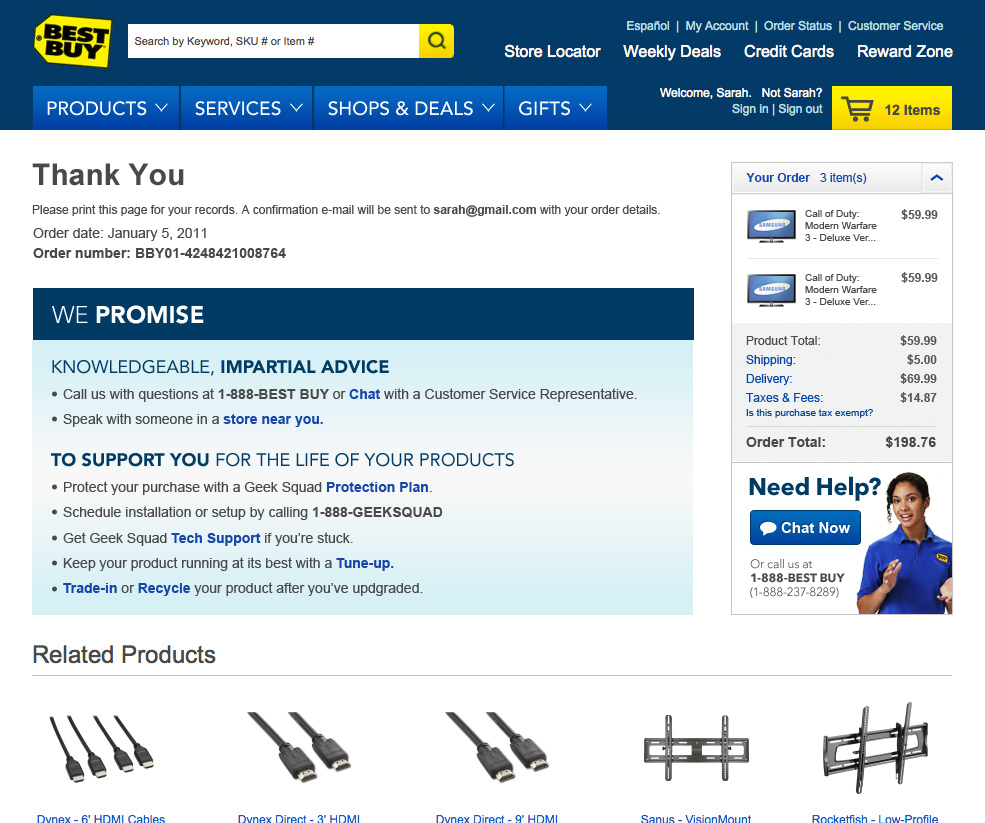 BEST BUY
Search by Keyword, SKU # or Item #
Español | My Account | Order Status | Customer Service
Store Locator Weekly Deals Credit Cards Reward Zone
PRODUCTS SERVICES SHOPS & DEALS GIFTS
Welcome, Sarah. Not Sarah?
Sign in | Sign out
12 Items
Thank You
Please print this page for your records. A confirmation e-mail will be sent to sarah@gmail.com with your order details.
Order date: January 5, 2011
Order number: BBY01-4248421008764
WE PROMISE
KNOWLEDGEABLE, IMPARTIAL ADVICE
• Call us with questions at 1-888-BEST BUY or Chat with a Customer Service Representative.
• Speak with someone in a store near you.
TO SUPPORT YOU FOR THE LIFE OF YOUR PRODUCTS
• Protect your purchase with a Geek Squad Protection Plan.
• Schedule installation or setup by calling 1-888-GEEKSQUAD
• Get Geek Squad Tech Support if you're stuck.
• Keep your product running at its best with a Tune-up.
• Trade-in or Recycle your product after you've updgraded.
Your Order 3 item(s)
SAMSUNG
Call of Duty: $59.99
Modern Warfare
3 - Deluxe Ver...
SAMSUNG
Call of Duty: $59.99
Modern Warfare
3 - Deluxe Ver...
Product Total: $59.99
Shipping: $5.00
Delivery: $69.99
Taxes & Fees: $14.87
Is this purchase tax exempt?
Order Total: $198.76
Need Help?
Chat Now
Or call us at
1-888-BEST BUY
(1-888-237-8289)
Related Products
Dynex - 6' HDMI Cables
Dynex Direct - 3' HDMI
Dynex Direct - 9' HDMI
Sanus - VisionMount
Rocketfish - Low-Profile